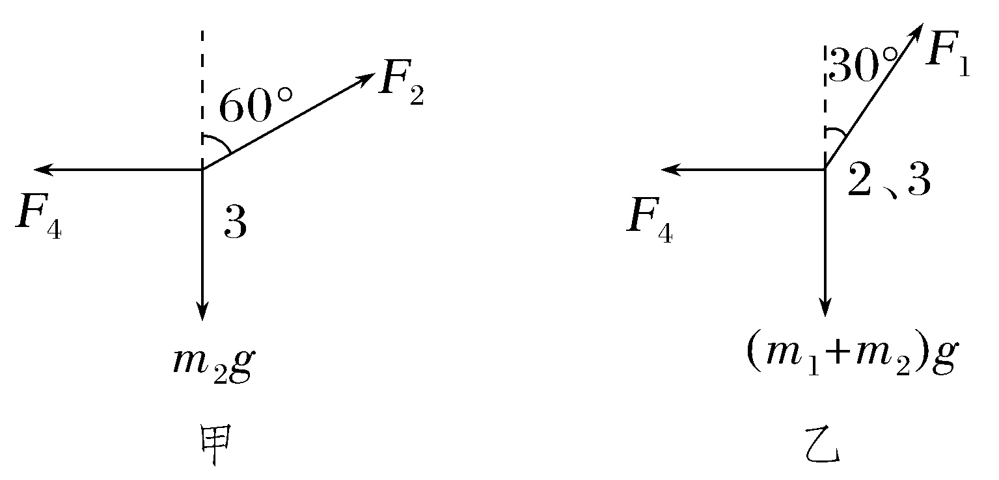 60°
F₂
F₄
3
m₂g
甲
30°
F₁
F₄
2、3
(m₁+m₂)g
乙